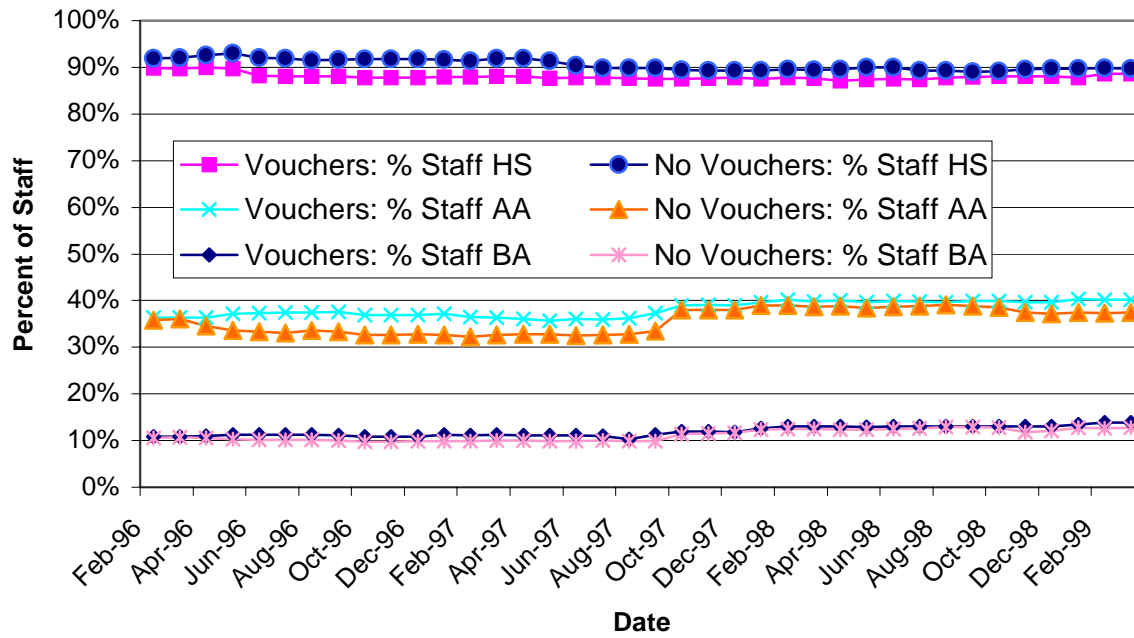 100%
90%
80%
70%
60%
50%
40%
30%
20%
10%
0%
Percent of Staff
Vouchers: % Staff HS
No Vouchers: % Staff HS
Vouchers: % Staff AA
No Vouchers: % Staff AA
Vouchers: % Staff BA
No Vouchers: % Staff BA
Feb-96
Apr-96
Jun-96
Aug-96
Oct-96
Dec-96
Feb-97
Apr-97
Jun-97
Aug-97
Oct-97
Dec-97
Feb-98
Apr-98
Jun-98
Aug-98
Oct-98
Dec-98
Feb-99
Date